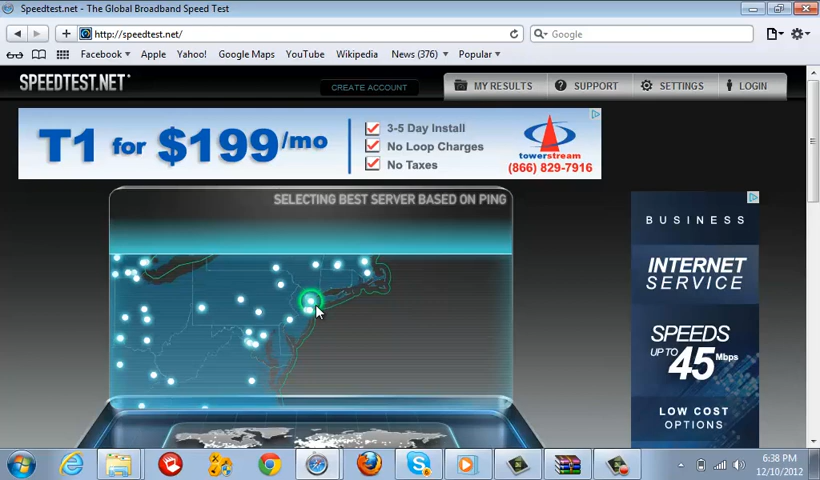 Speedtest.net - The Global Broadband Speed Test
http://speedtest.net/
Google
Facebook Apple Yahoo! Google Maps YouTube Wikipedia News (376) Popular
SPEEDTEST.NET
CREATE ACCOUNT
MY RESULTS
SUPPORT
SETTINGS
LOGIN
T1 for $199/mo
3-5 Day Install
No Loop Charges
No Taxes
towerstream
(866) 829-7916
SELECTING BEST SERVER BASED ON PING
BUSINESS
INTERNET
SERVICE
SPEEDS
UP TO 45 Mbps
LOW COST
OPTIONS
6:38 PM
12/10/2012